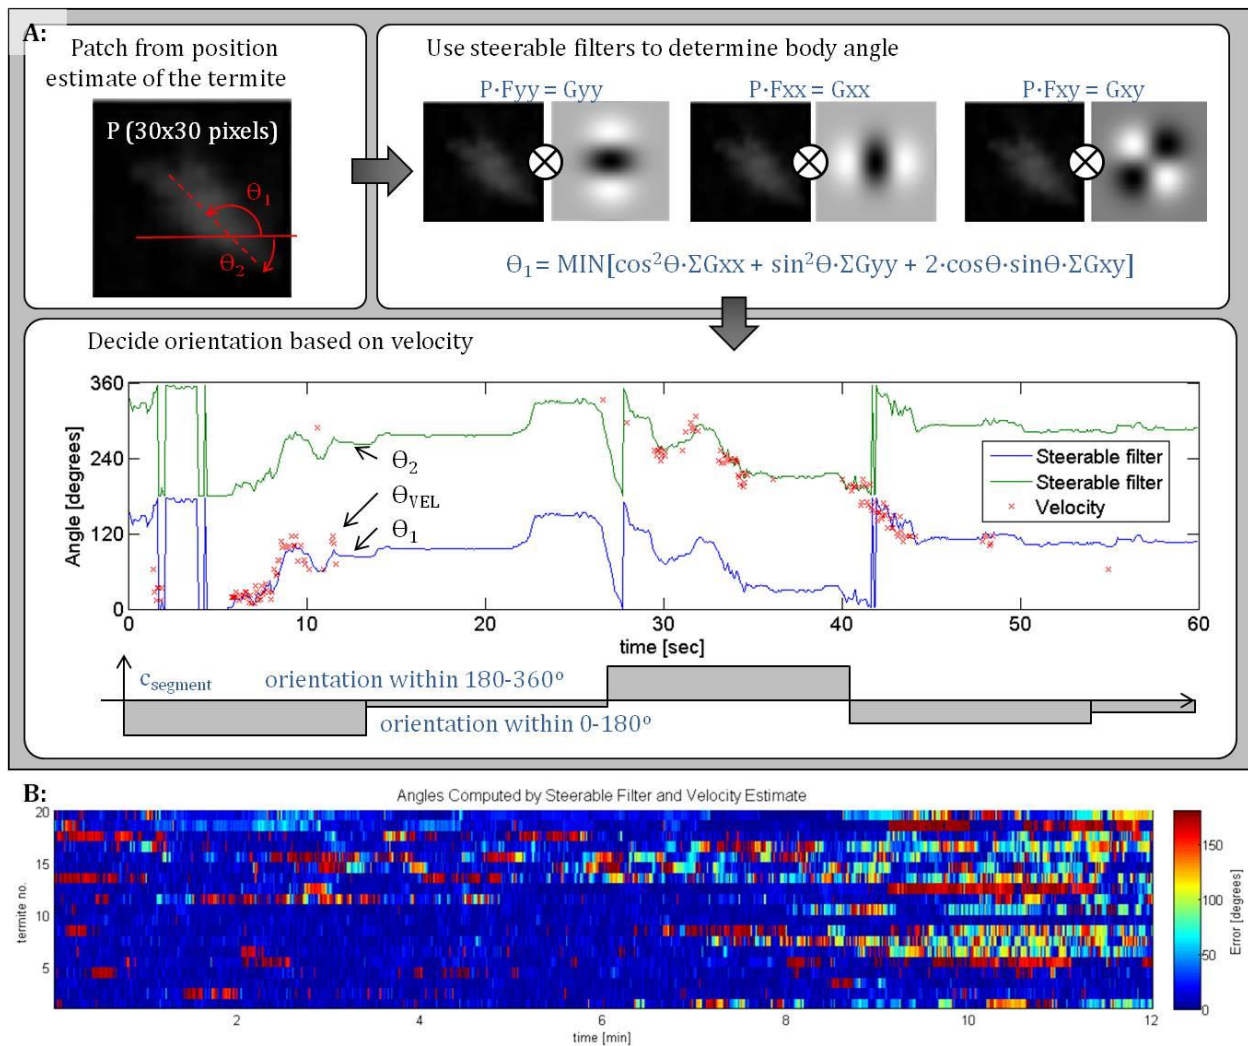 A:
Patch from position
estimate of the termite
P (30x30 pixels)
Θ1
Θ2
Use steerable filters to determine body angle
P·Fyy = Gyy
P·Fxx = Gxx
P·Fxy = Gxy
Θ1 = MIN[cos²Θ·ΣGxx + sin²Θ·ΣGyy + 2·cosΘ·sinΘ·ΣGxy]
Decide orientation based on velocity
Angle [degrees]
360
240
120
0
Θ2
ΘVEL
Θ1
Steerable filter
Steerable filter
Velocity
0 10 20 30 40 50 60
time [sec]
csegment
orientation within 180-360º
orientation within 0-180º
B:
Angles Computed by Steerable Filter and Velocity Estimate
termite no.
20
15
10
5
2 4 6 8 10 12
time [min]
150
100
50
0
Error [degrees]